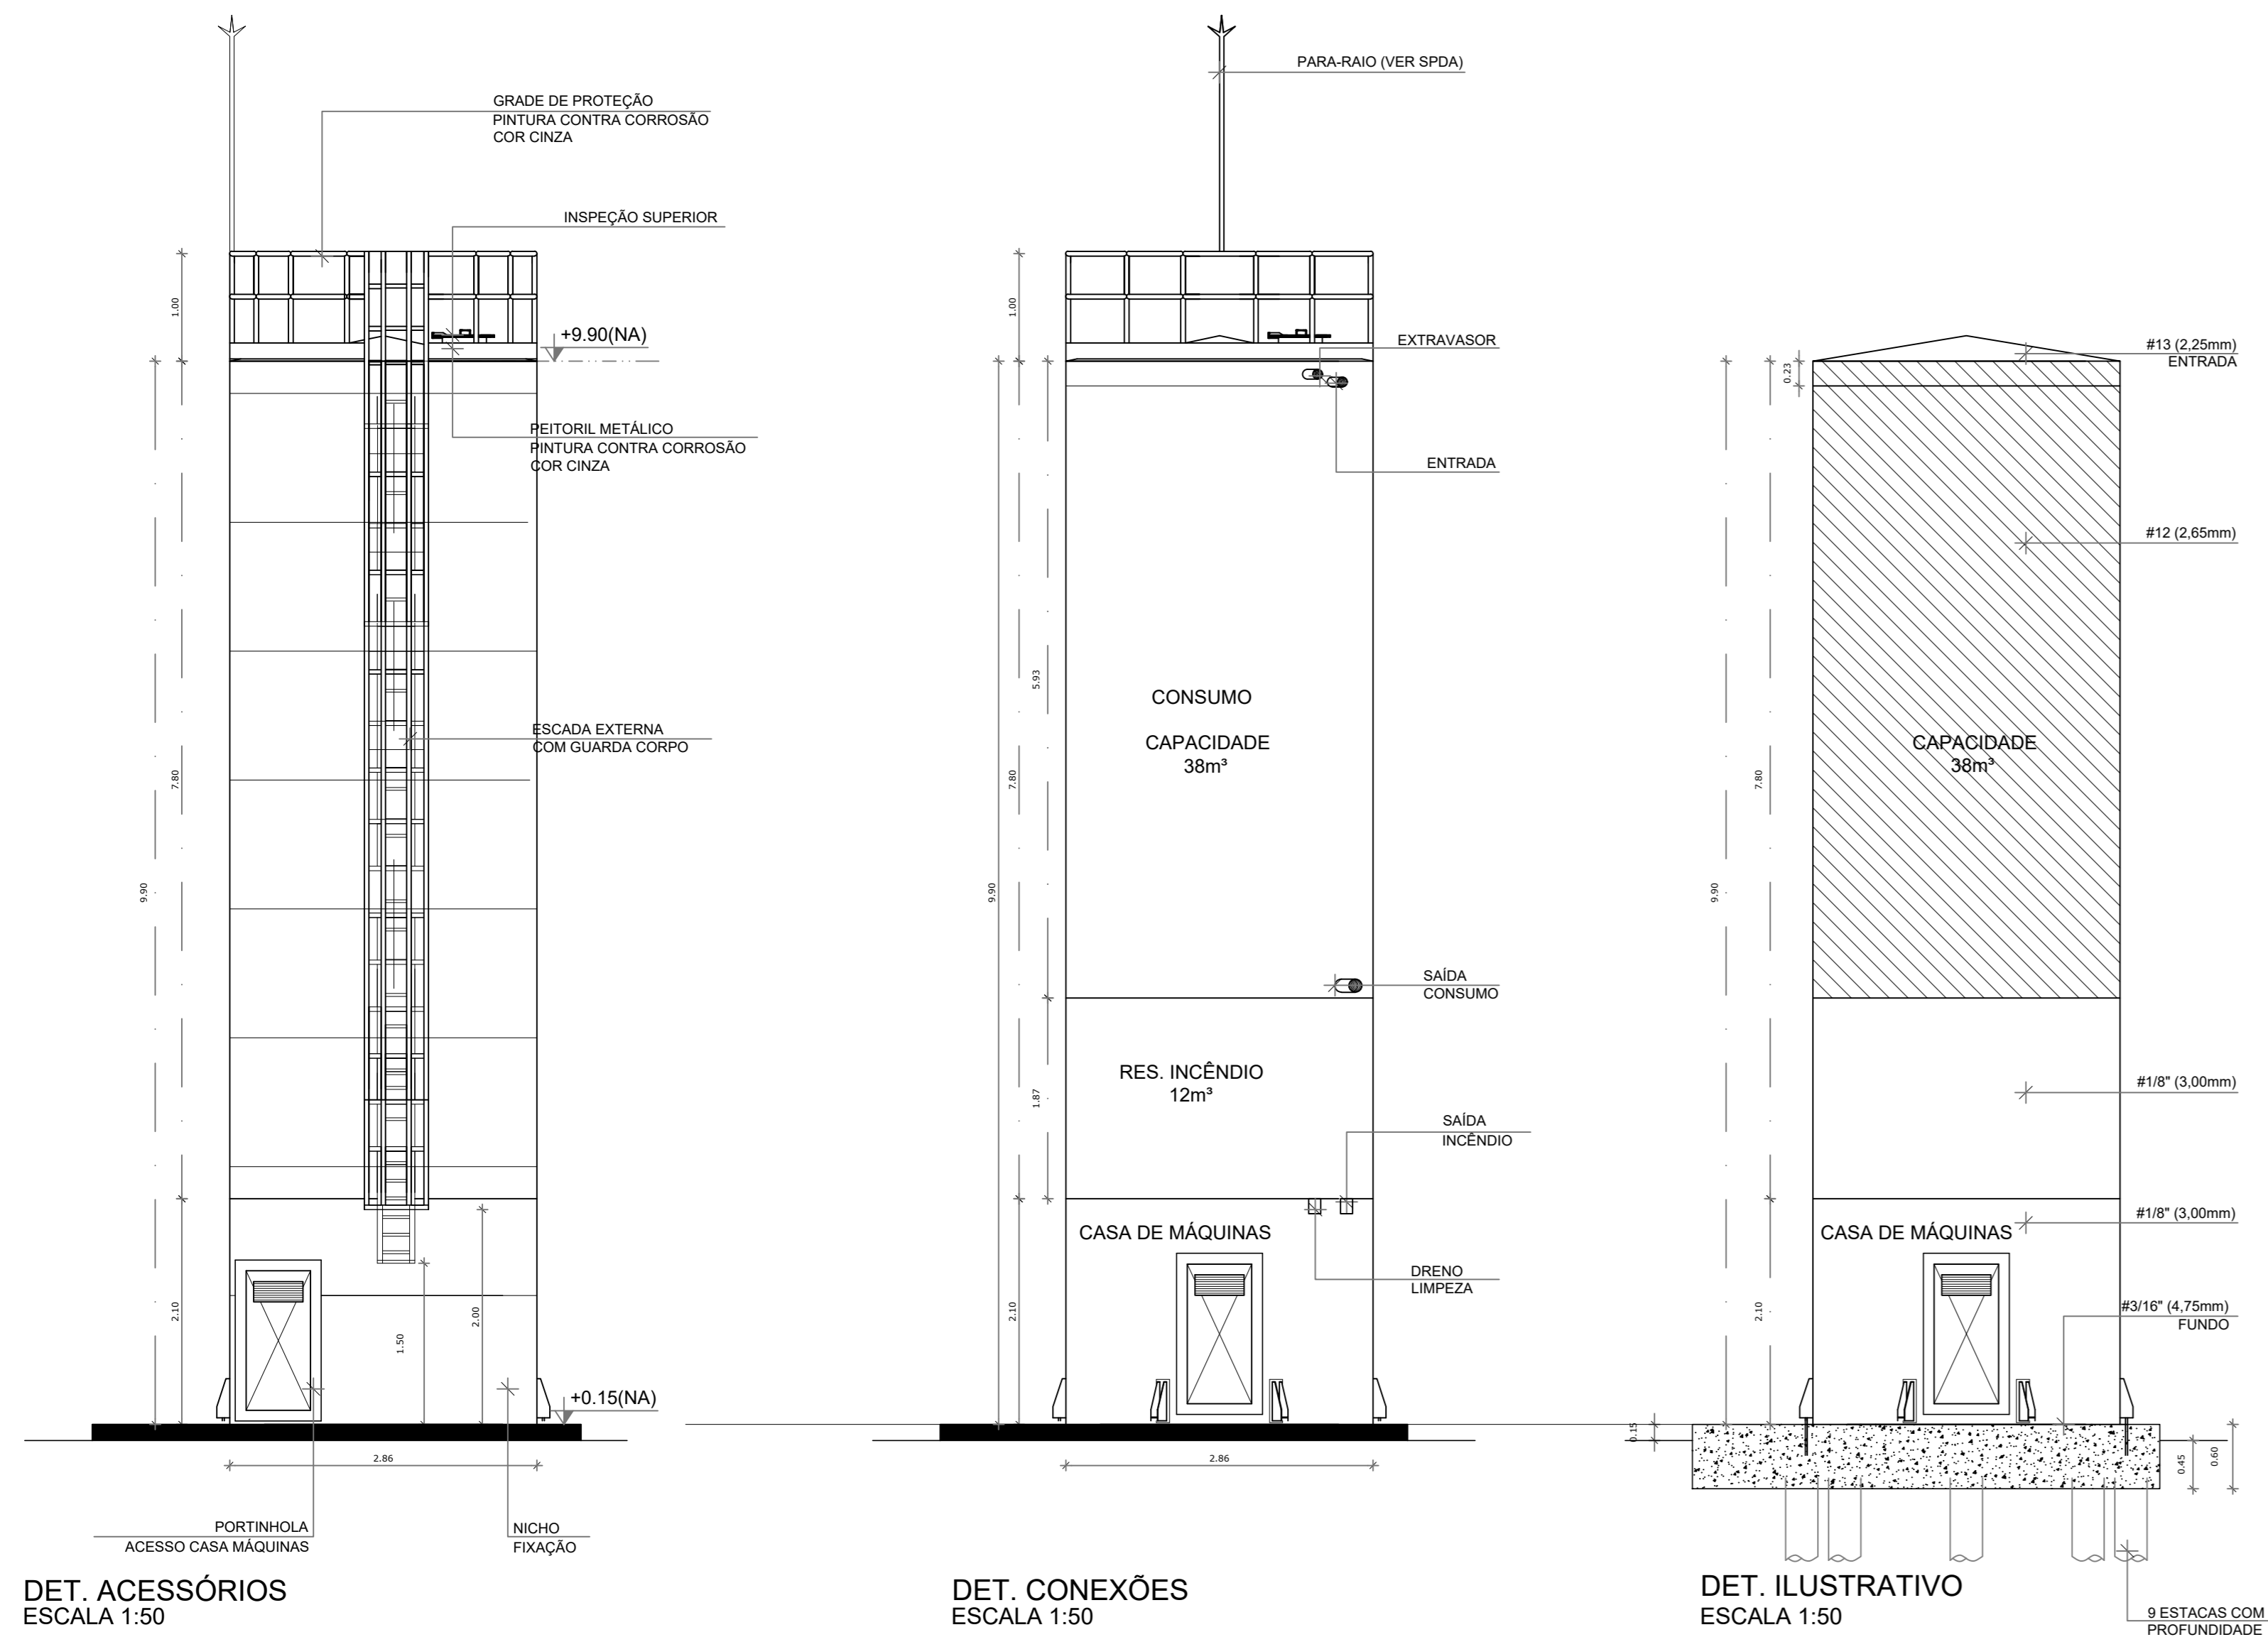 GRADE DE PROTEÇÃO
PINTURA CONTRA CORROSÃO
COR CINZA
INSPEÇÃO SUPERIOR
1.00
+9.90(NA)
PEITORIL METÁLICO
PINTURA CONTRA CORROSÃO
COR CINZA
ESCADA EXTERNA
COM GUARDA CORPO
7.80
9.90
2.10
2.00
1.50
+0.15(NA)
2.86
PORTINHOLA
ACESSO CASA MÁQUINAS
NICHO
FIXAÇÃO
DET. ACESSÓRIOS
ESCALA 1:50
PARA-RAIO (VER SPDA)
1.00
EXTRAVASOR
ENTRADA
5.93
CONSUMO
CAPACIDADE
38m³
7.80
9.90
SAÍDA
CONSUMO
RES. INCÊNDIO
12m³
1.87
SAÍDA
INCÊNDIO
CASA DE MÁQUINAS
DRENO
LIMPEZA
2.10
2.86
DET. CONEXÕES
ESCALA 1:50
#13 (2,25mm)
ENTRADA
0.23
#12 (2,65mm)
CAPACIDADE
38m³
7.80
9.90
#1/8" (3,00mm)
#1/8" (3,00mm)
CASA DE MÁQUINAS
#3/16" (4,75mm)
FUNDO
2.10
0.15
0.45
0.60
DET. ILUSTRATIVO
ESCALA 1:50
9 ESTACAS COM
PROFUNDIDADE